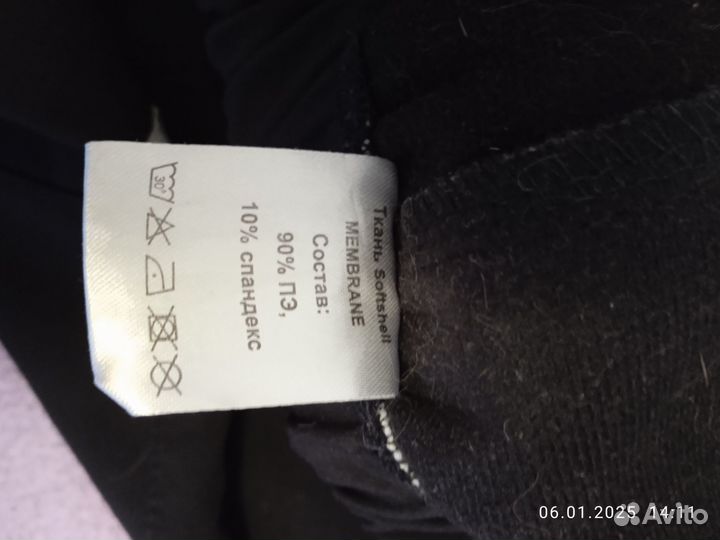 Ткань Softshell
MEMBRANE
Состав:
90% ПЭ,
10% спандекс
30°
06.01.2025 14:11
Avito